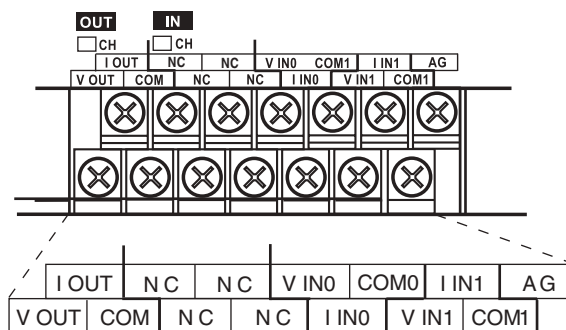 OUT IN
CH CH
I OUT NC NC V IN0 COM1 I IN1 AG
V OUT COM NC NC I IN0 V IN1 COM1
I OUT N C N C V IN0 COM0 I IN1 A G
V OUT COM N C N C I IN0 V IN1 COM1